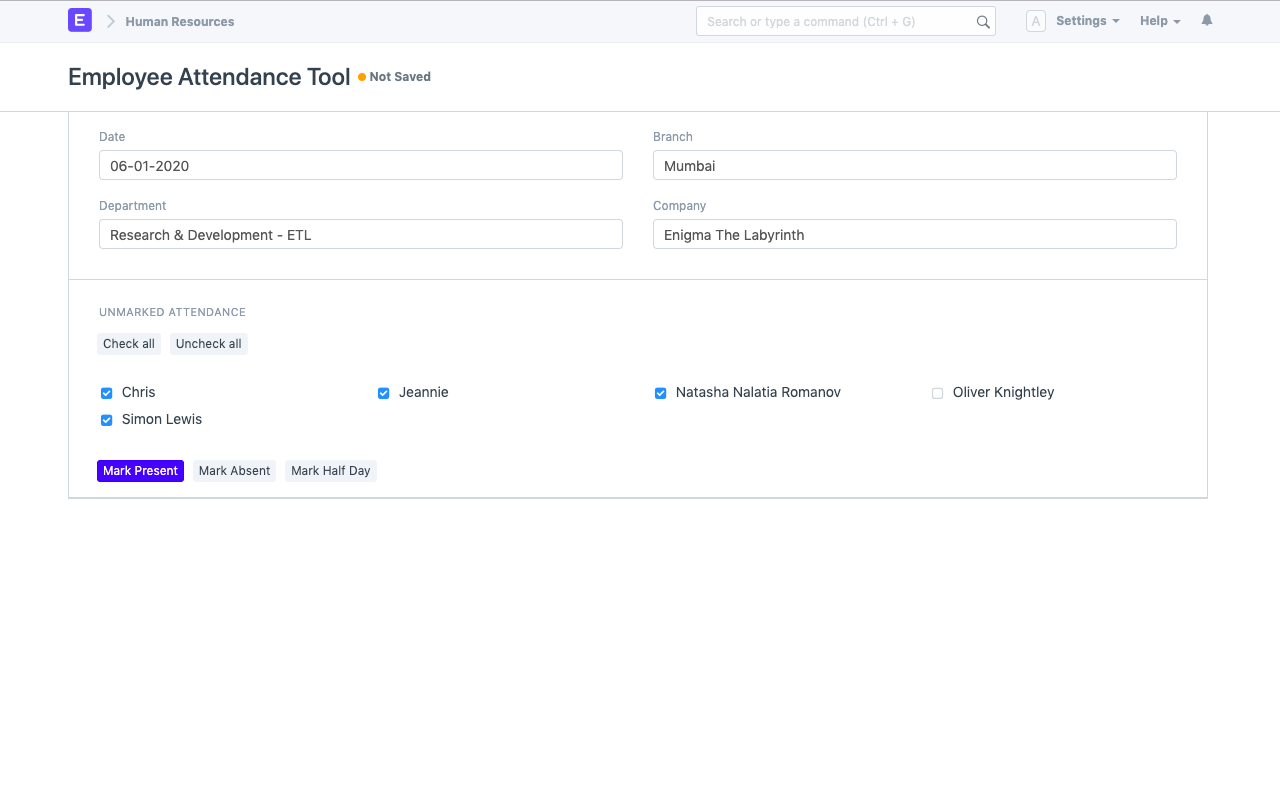 E Human Resources Search or type a command (Ctrl + G) A Settings Help
Employee Attendance Tool Not Saved
Date Branch
06-01-2020 Mumbai
Department Company
Research & Development - ETL Enigma The Labyrinth
UNMARKED ATTENDANCE
Check all Uncheck all
Chris Jeannie Natasha Nalatia Romanov Oliver Knightley
Simon Lewis
Mark Present Mark Absent Mark Half Day